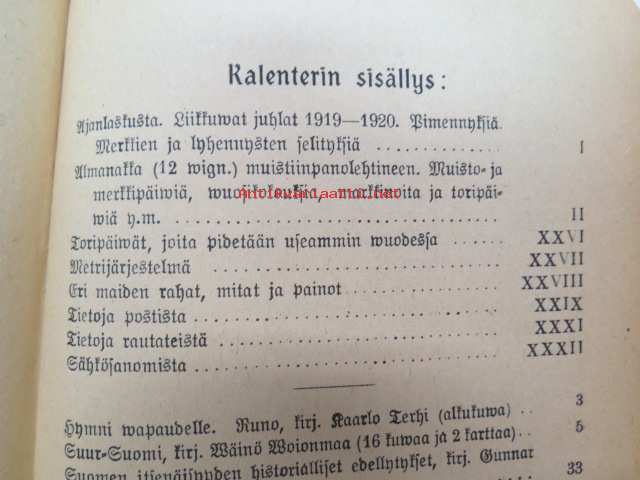 Kalenterin sisällys:
Ajanlaskusta. Liikkuwat juhlat 1919—1920. Pimennyksiä.
Merkkien ja lyhennysten selityksiä . . . . . . . . . . . . I
Almanakka (12 wign.) muistiinpanolehtineen. Muisto- ja
merkkipäiwiä, markkinoita ja toripäi-
wiä y.m. . . . . . . . . . . . . . . . . . . . . . . . . . II
Toripäiwät, joita pidetään useammin wuodessa . . . . . . XXVI
Metrijärjestelmä . . . . . . . . . . . . . . . . . . . . XXVII
Eri maiden rahat, mitat ja painot . . . . . . . . . . . . XXVIII
Tietoja postista . . . . . . . . . . . . . . . . . . . . XXIX
Tietoja rautateistä . . . . . . . . . . . . . . . . . . . XXXI
Sähkösanomista . . . . . . . . . . . . . . . . . . . . . XXXII
Hymni wapaudelle. Runo, kirj. Kaarlo Terhi (alkukuwa) . . 3
Suur-Suomi, kirj. Wäinö Woionmaa (16 kuwaa ja 2 karttaa) . . 5
Suomen itsenäisyyden historialliset edellytykset, kirj. Gunnar
33